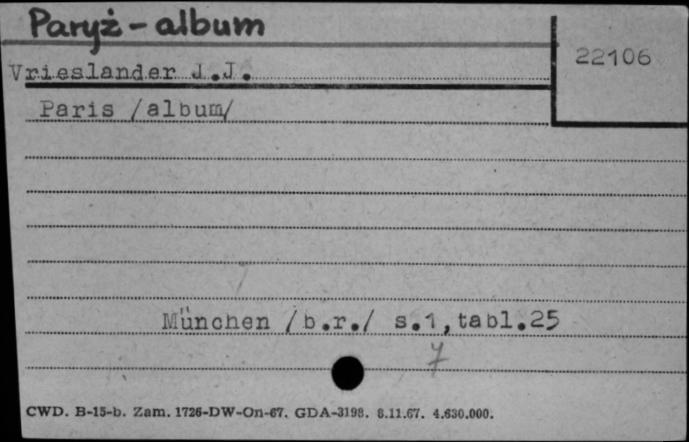 Paryż - album
22106
Vrieslander J.J.
Paris /album/
München /b.r./ s.1,tabl.25
7
CWD. B-15-b. Zam. 1726-DW-On-67. GDA-3198. 8.11.67. 4.630.000.